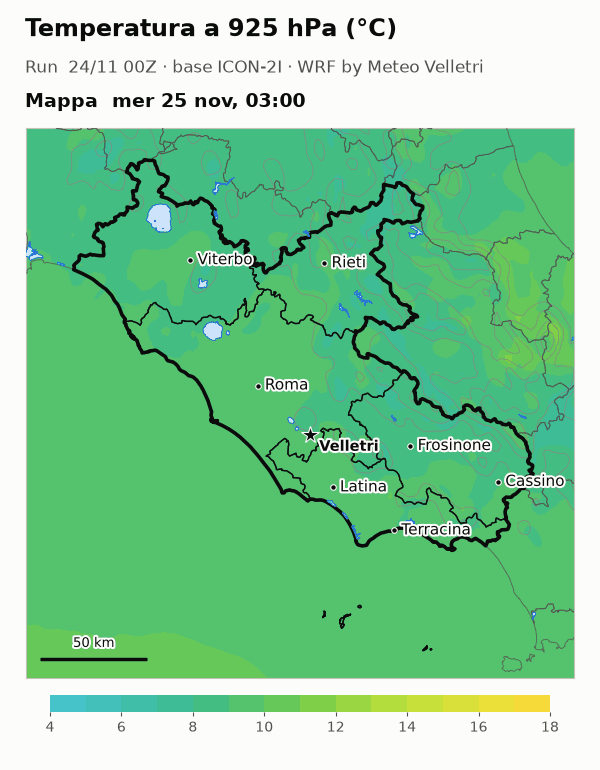 Temperatura a 925 hPa (°C)
Run  24/11 00Z · base ICON-2I · WRF by Meteo Velletri
Mappa  mer 25 nov, 03:00
Viterbo
Rieti
Roma
Velletri
Frosinone
Latina
Cassino
Terracina
50 km
4 6 8 10 12 14 16 18